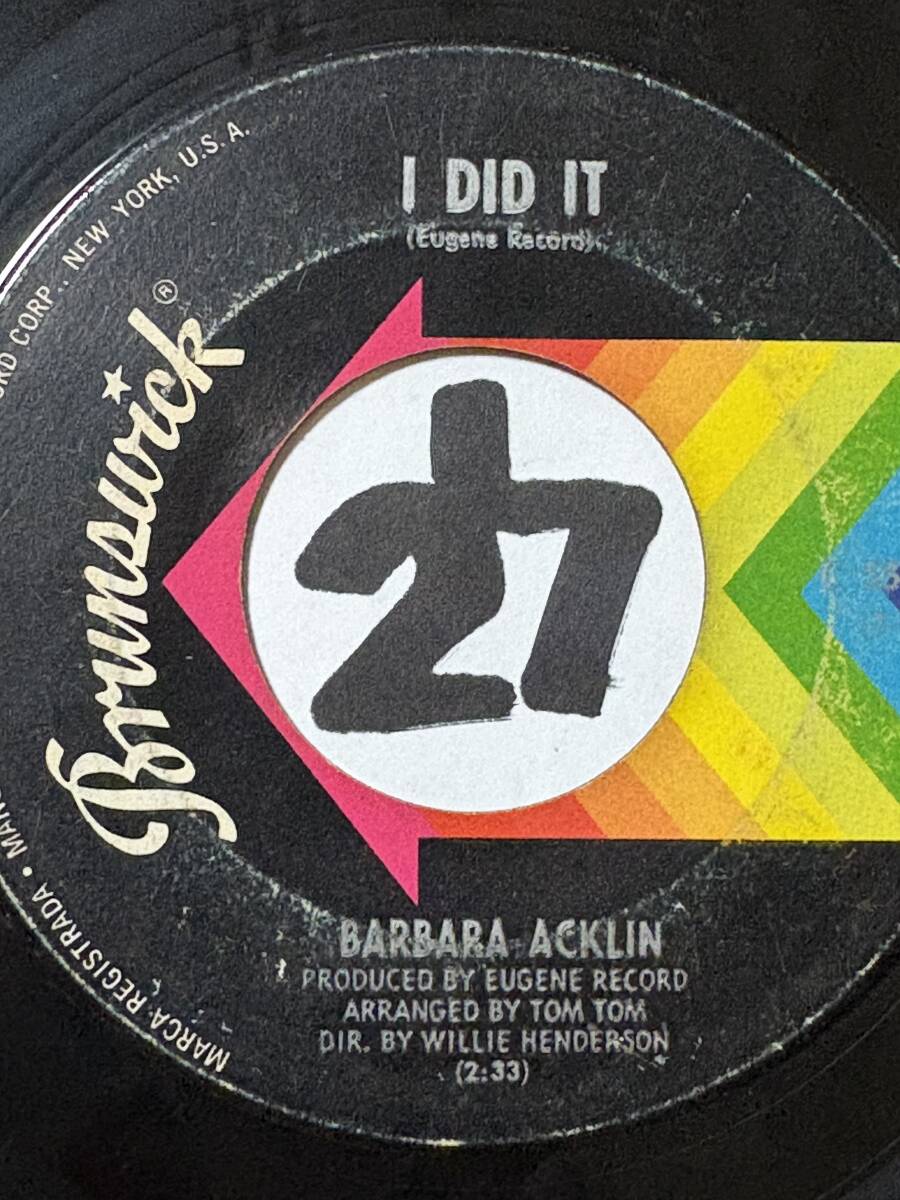 I DID IT
(Eugene Record)
Brunswick®
27
BARBARA ACKLIN
PRODUCED BY EUGENE RECORD
ARRANGED BY TOM TOM
DIR. BY WILLIE HENDERSON
(2:33)
CORP., NEW YORK, U.S.A.
MARCA REGISTRADA •